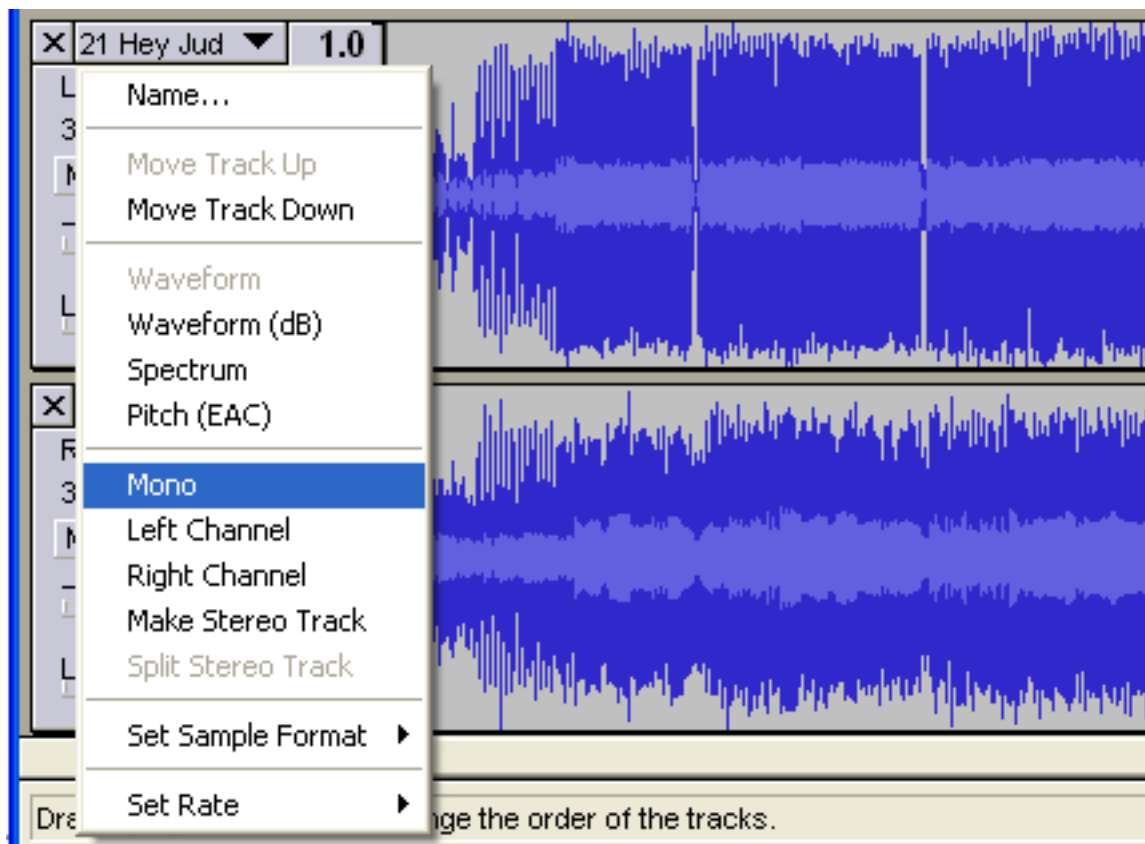 21 Hey Jud
1.0
L
3
Name...
Move Track Up
Move Track Down
Waveform
Waveform (dB)
L
Spectrum
Pitch (EAC)
R
3
Mono
Left Channel
Right Channel
Make Stereo Track
Split Stereo Track
L
Set Sample Format
Set Rate
Dra
nge the order of the tracks.